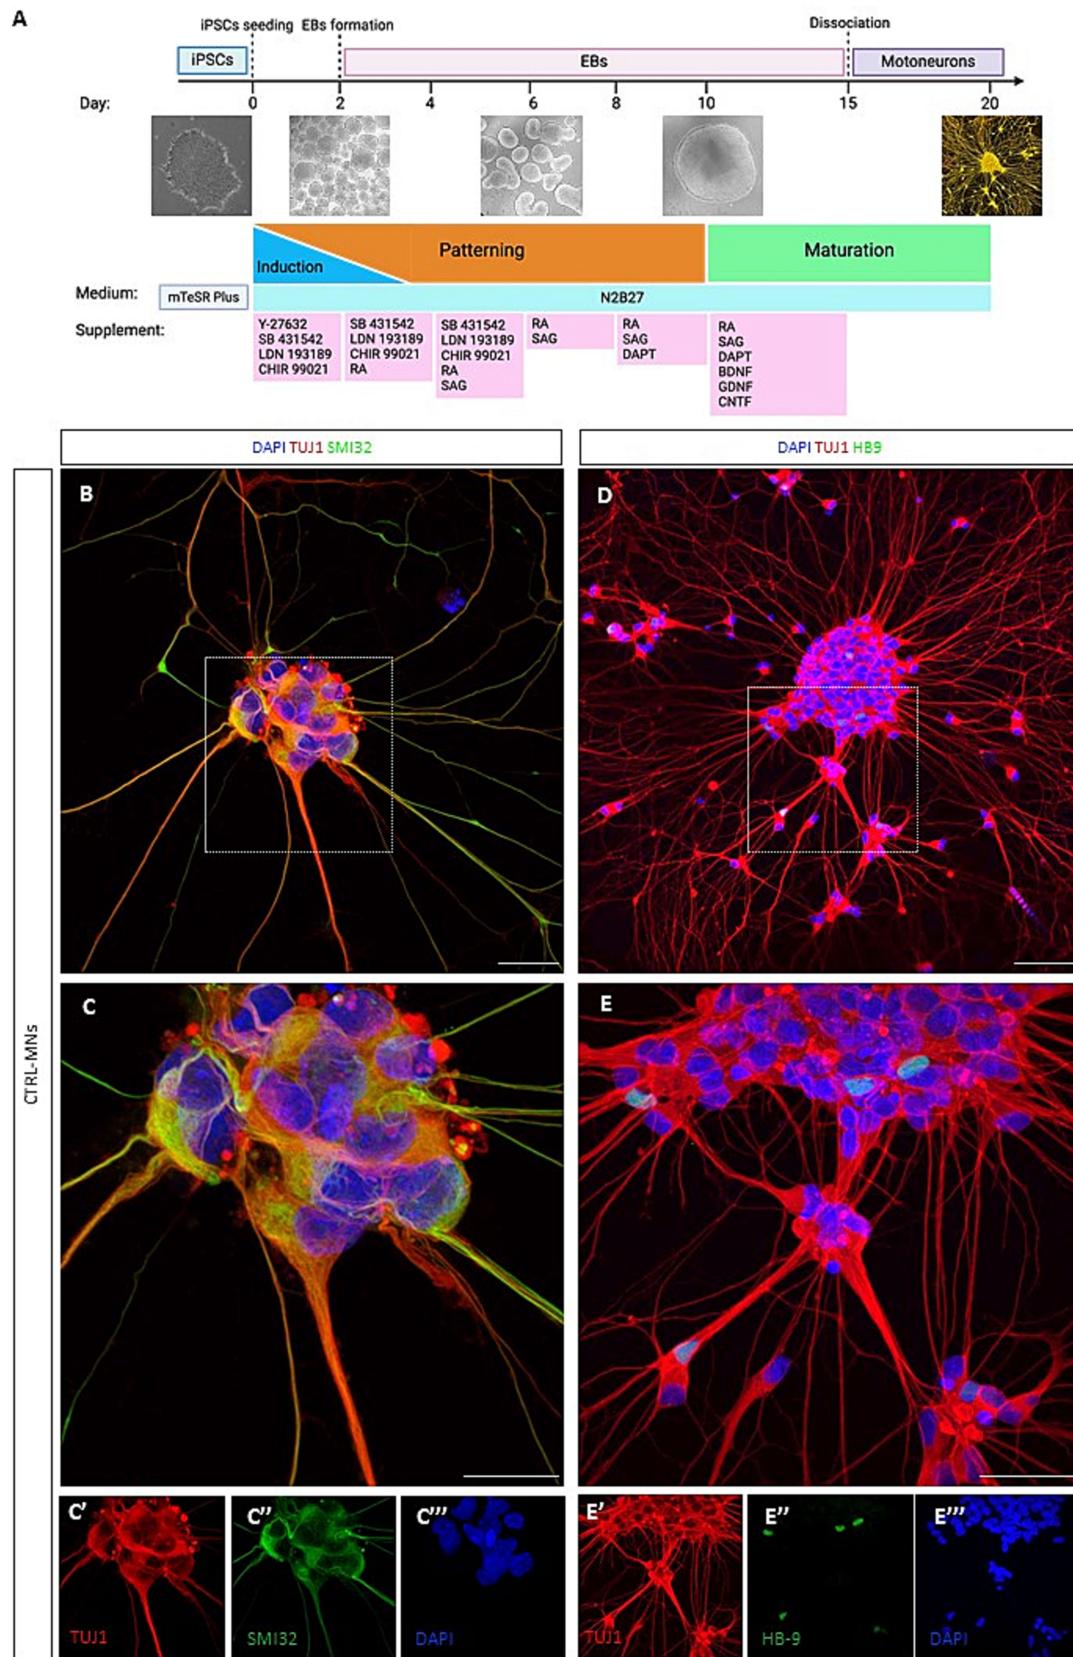 A
iPSCs seeding EBs formation Dissociation
iPSCs EBs Motoneurons
Day: 0 2 4 6 8 10 15 20
Induction Patterning Maturation
Medium: mTeSR Plus N2B27
Supplement:
Y-27632
SB 431542
LDN 193189
CHIR 99021
SB 431542
LDN 193189
CHIR 99021
RA
SB 431542
LDN 193189
CHIR 99021
RA
SAG
RA
SAG
RA
SAG
DAPT
RA
SAG
DAPT
BDNF
GDNF
CNTF
DAPI TUJ1 SMI32
DAPI TUJ1 HB9
CTRL-MNs
B
D
C
E
C'
TUJ1
C''
SMI32
C'''
DAPI
E'
TUJ1
E''
HB-9
E'''
DAPI